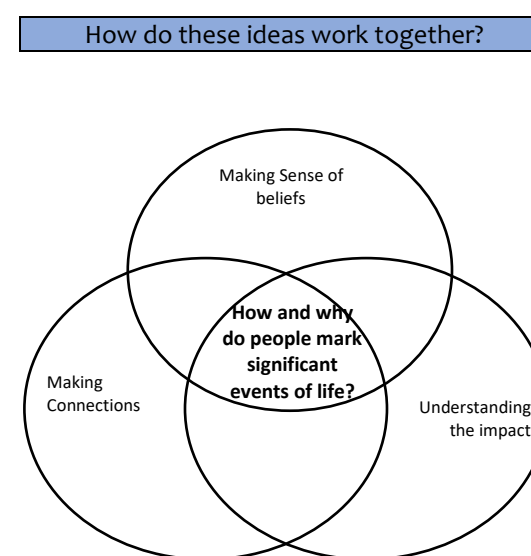 How do these ideas work together?
Making Sense of
beliefs
How and why
do people mark
significant
events of life?
Making
Connections
Understanding
the impact